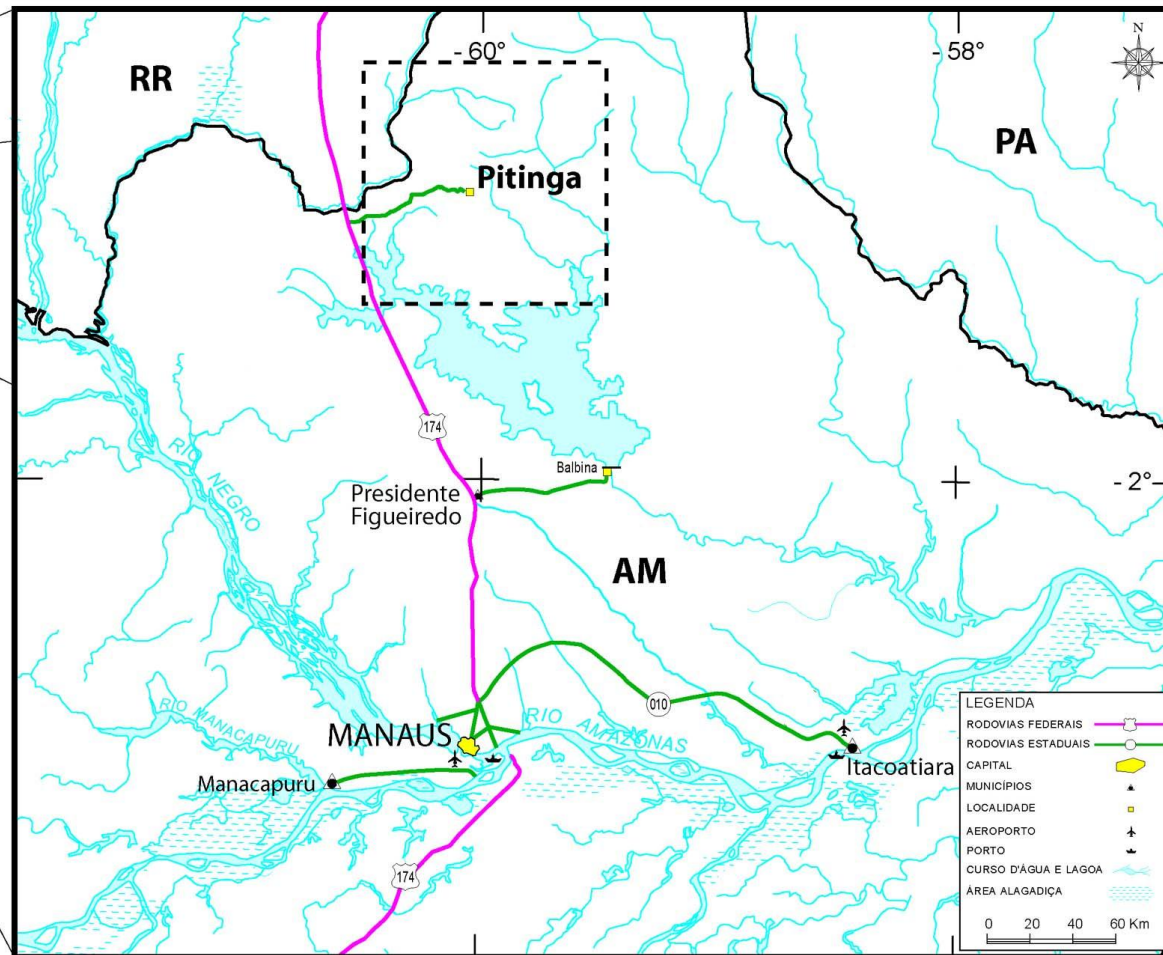 N
- 60°
- 58°
RR
PA
Pitinga
174
Balbina
- 2°
Presidente
Figueiredo
RIO NEGRO
AM
010
RIO MANACAPURU
MANAUS
RIO AMAZONAS
Itacoatiara
Manacapuru
174
LEGENDA
RODOVIAS FEDERAIS
RODOVIAS ESTADUAIS
CAPITAL
MUNICÍPIOS
LOCALIDADE
AEROPORTO
PORTO
CURSO D'ÁGUA E LAGOA
ÁREA ALAGADIÇA
0 20 40 60 Km